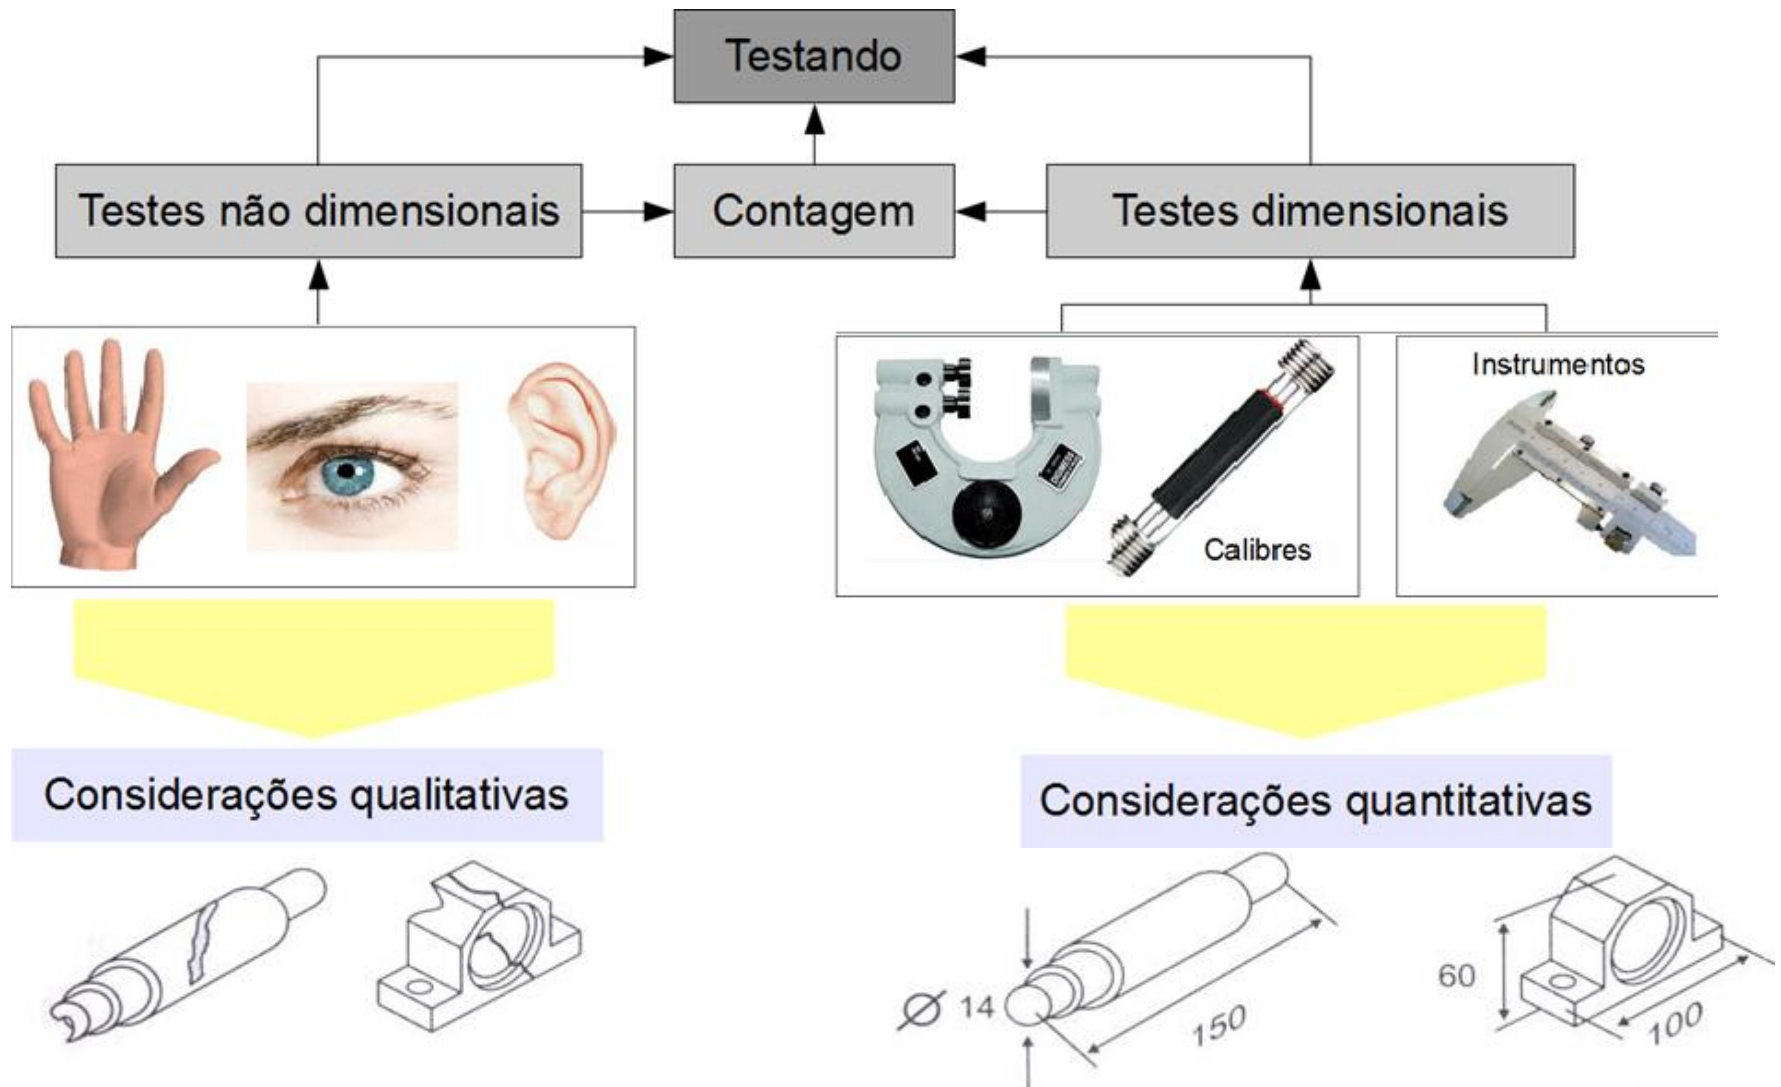 Testando
Testes não dimensionais
Contagem
Testes dimensionais
Instrumentos
Calibres
Considerações qualitativas
Considerações quantitativas
Ø 14
150
60
100